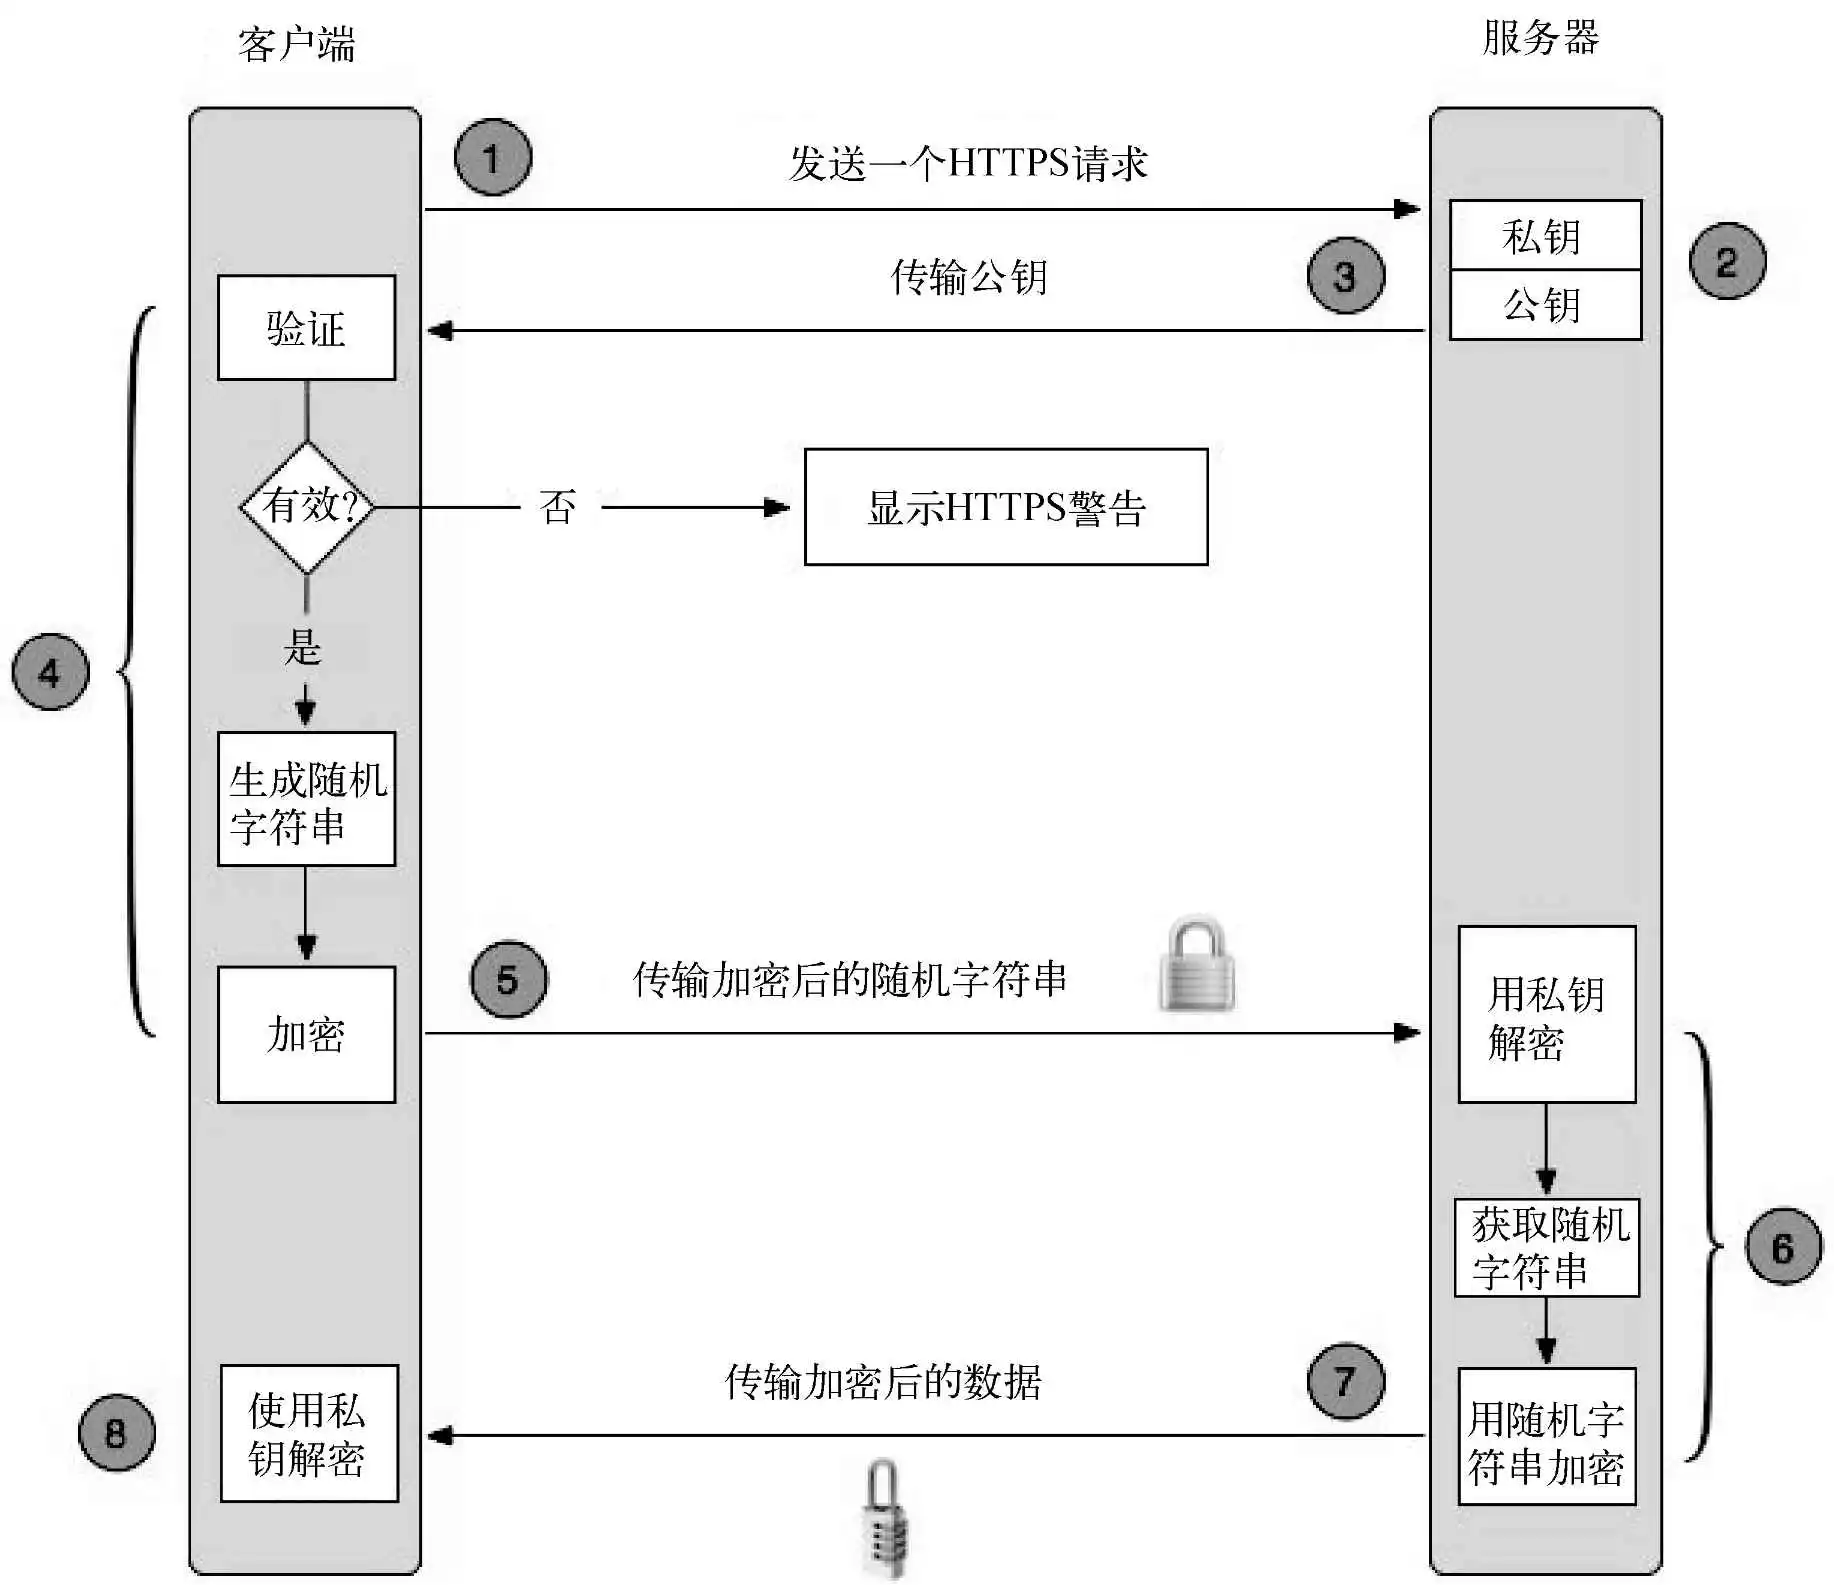 客户端
服务器
1
发送一个HTTPS请求
私钥
2
3
传输公钥
公钥
验证
有效?
否
显示HTTPS警告
是
4
生成随机
字符串
5
传输加密后的随机字符串
用私钥
解密
加密
获取随机
字符串
6
7
传输加密后的数据
8
使用私
钥解密
用随机字
符串加密